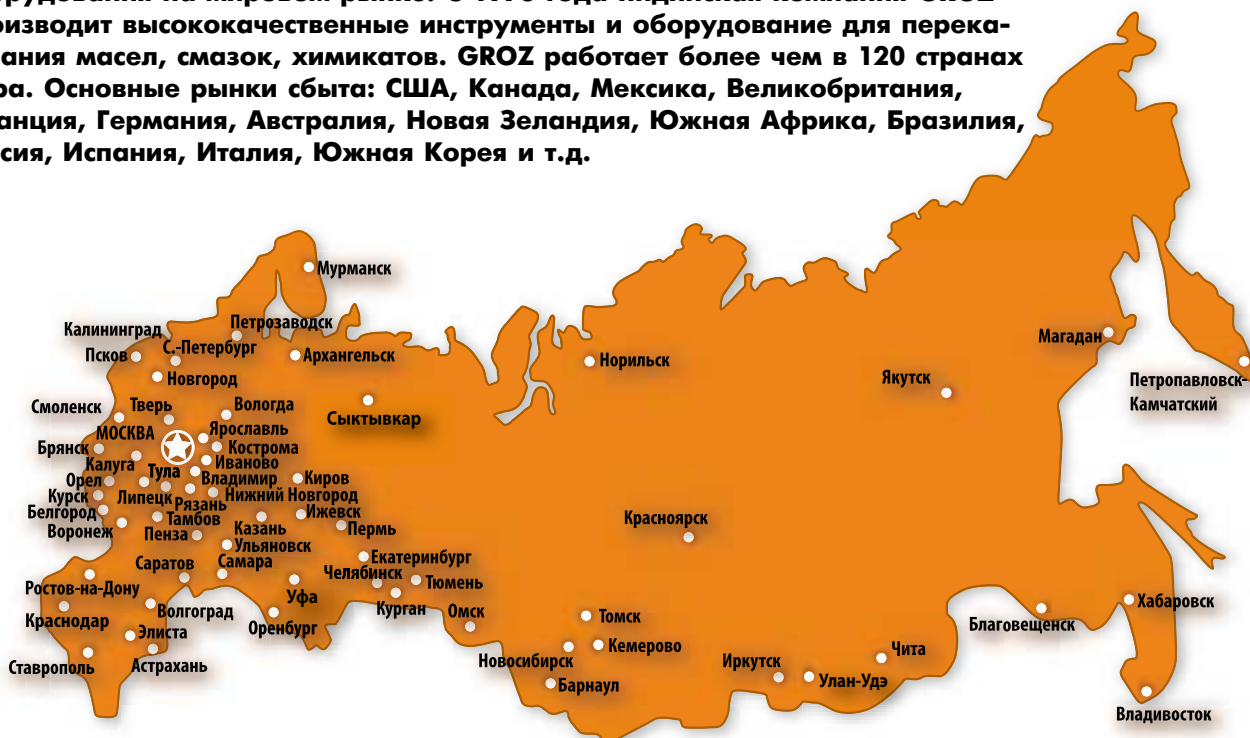 на мировом рынке.
производит высококачественные инструменты и оборудование для перека-
масел, смазок, химикатов. GROZ работает более чем в 120 странах
Основные рынки сбыта: США, Канада, Мексика, Великобритания,
Германия, Австралия, Новая Зеландия, Южная Африка, Бразилия,
Испания, Италия, Южная Корея и т.д.
Мурманск
Калининград
Петрозаводск
Псков
С.-Петербург
Архангельск
Новгород
Норильск
Магадан
Якутск
Петропавловск-
Камчатский
Смоленск
Тверь
Вологда
Сыктывкар
МОСКВА
Ярославль
Брянск
Кострома
Калуга
Тула
Иваново
Орел
Владимир
Киров
Курск
Липецк
Рязань
Нижний Новгород
Белгород
Тамбов
Ижевск
Воронеж
Пенза
Казань
Пермь
Красноярск
Ульяновск
Саратов
Самара
Екатеринбург
Челябинск
Тюмень
Ростов-на-Дону
Уфа
Курган
Омск
Волгоград
Краснодар
Оренбург
Томск
Хабаровск
Благовещенск
Элиста
Кемерово
Ставрополь
Астрахань
Новосибирск
Барнаул
Иркутск
Улан-Удэ
Чита
Владивосток